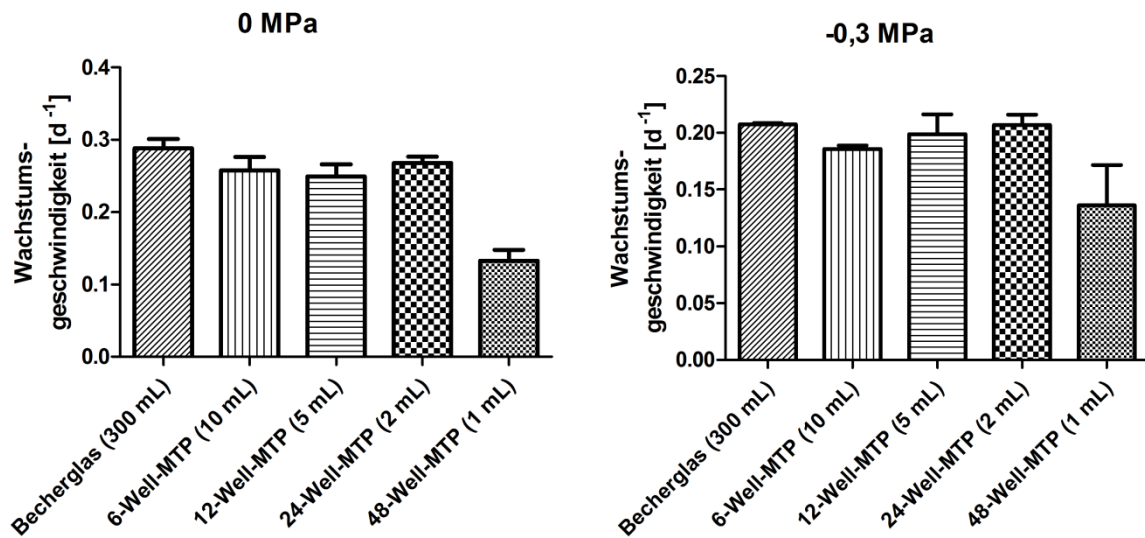 0 MPa
Wachstums-
geschwindigkeit [d -1]
0.4
0.3
0.2
0.1
0.0
Becherglas (300 mL)
6-Well-MTP (10 mL)
12-Well-MTP (5 mL)
24-Well-MTP (2 mL)
48-Well-MTP (1 mL)
-0,3 MPa
Wachstums-
geschwindigkeit [d -1]
0.25
0.20
0.15
0.10
0.05
0.00
Becherglas (300 mL)
6-Well-MTP (10 mL)
12-Well-MTP (5 mL)
24-Well-MTP (2 mL)
48-Well-MTP (1 mL)